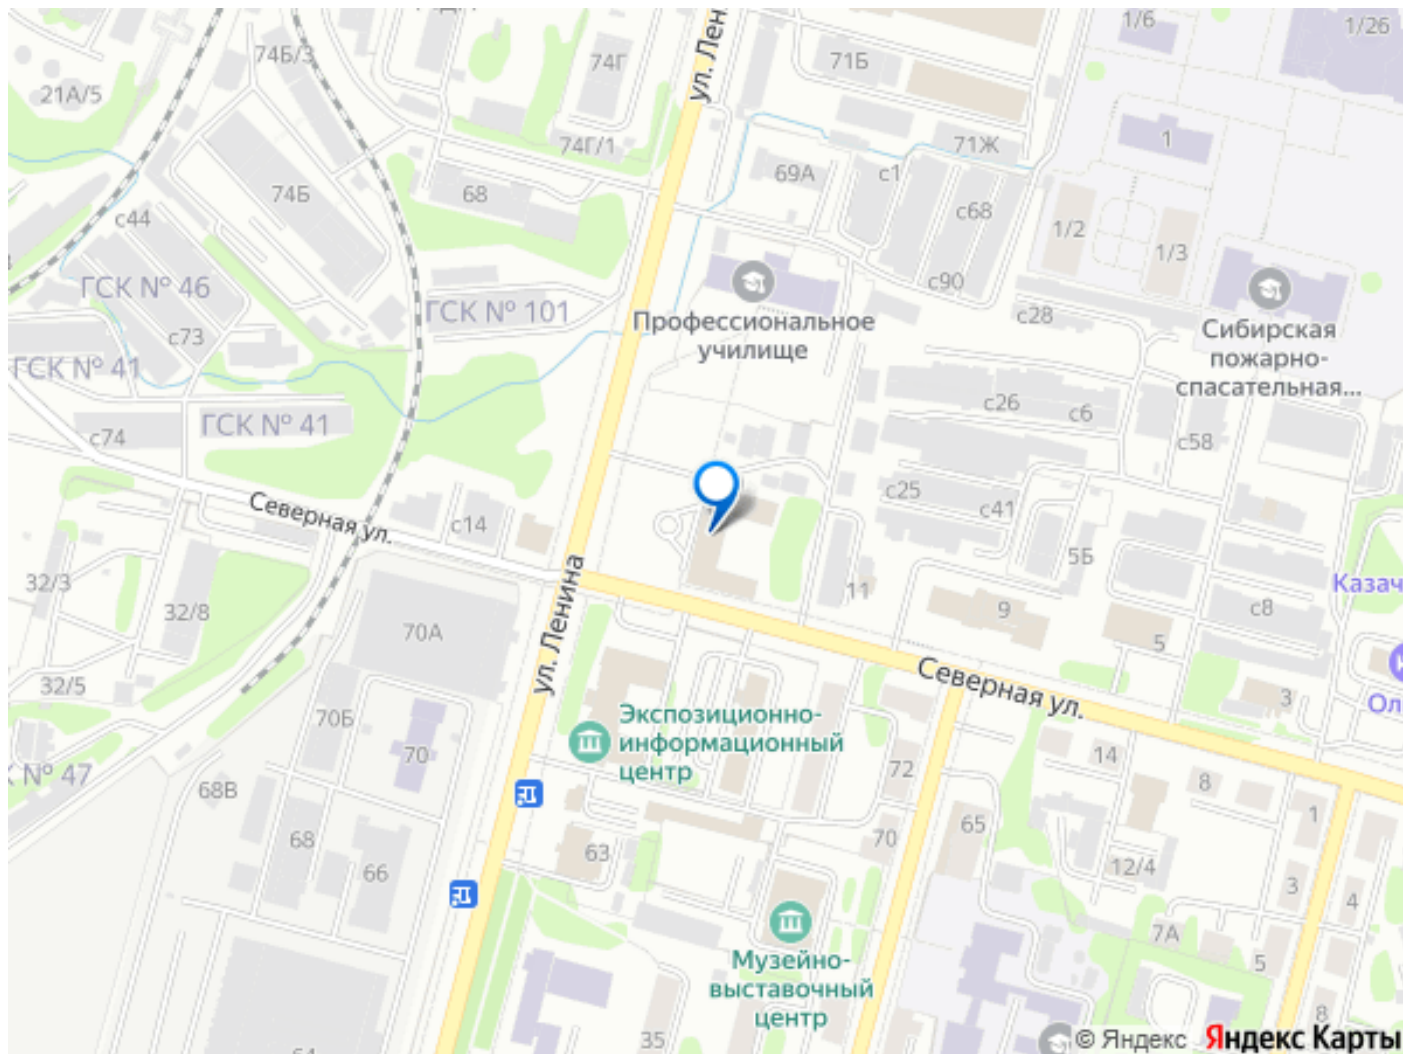 1/6
1/26
74Б/3
74Г
ул. Лен
71Б
21А/5
74Г/1
71Ж
1
69А
с1
74Б
68
с44
с68
1/2
1/3
ГСК № 46
с90
ГСК № 101
с28
Профессиональное
училище
Сибирская
пожарно-
спасательная...
с73
ГСК № 41
с26
с6
ГСК № 41
с74
с58
с25
с41
Северная ул.
с14
5Б
32/3
11
Казач
32/8
9
с8
70А
5
ул. Ленина
32/5
Северная ул.
3
Ол
70Б
Экспозиционно-
информационный
центр
70
14
72
8
К № 47
68В
1
65
68
63
70
66
12/4
3
4
7А
Музейно-
выставочный
центр
5
8
35
© Яндекс Яндекс Карты